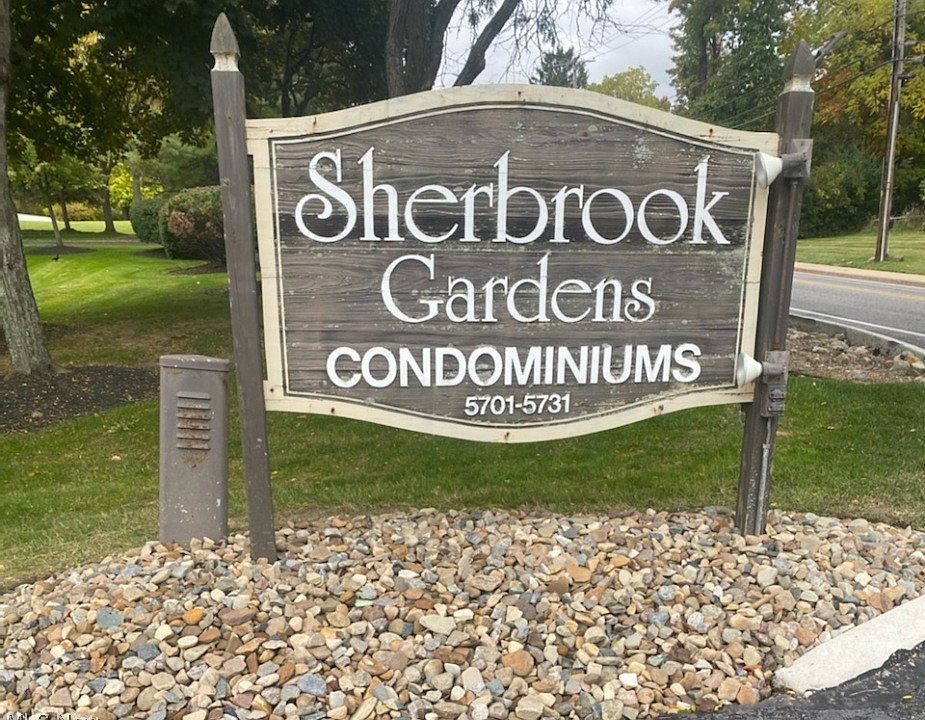 Sherbrook
Gardens
CONDOMINIUMS
5701-5731